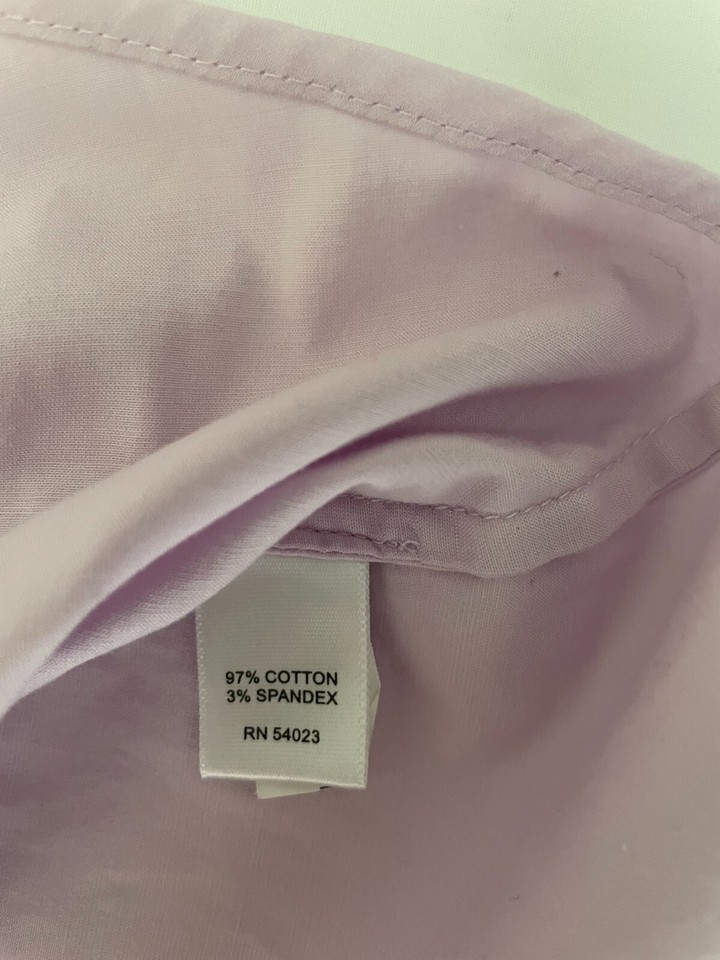 97% COTTON
3% SPANDEX
RN 54023